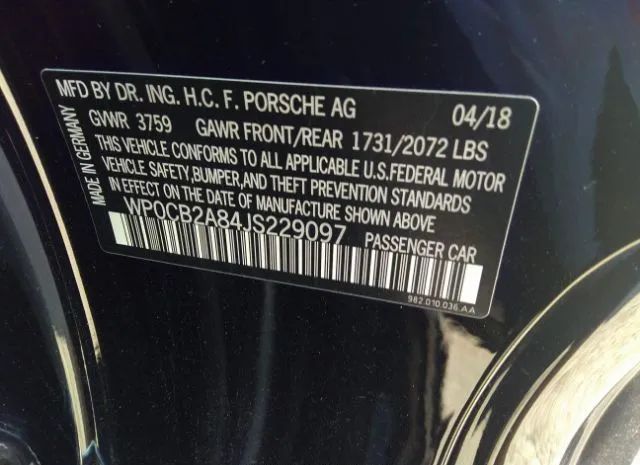 MFD BY DR. ING. H.C. F. PORSCHE AG 04/18
GVWR 3759 GAWR FRONT/REAR 1731/2072 LBS
THIS VEHICLE CONFORMS TO ALL APPLICABLE U.S.FEDERAL MOTOR
VEHICLE SAFETY,BUMPER,AND THEFT PREVENTION STANDARDS
IN EFFECT ON THE DATE OF MANUFACTURE SHOWN ABOVE
WP0CB2A84JS229097 PASSENGER CAR
982.010.036.AA
MADE IN GERMANY